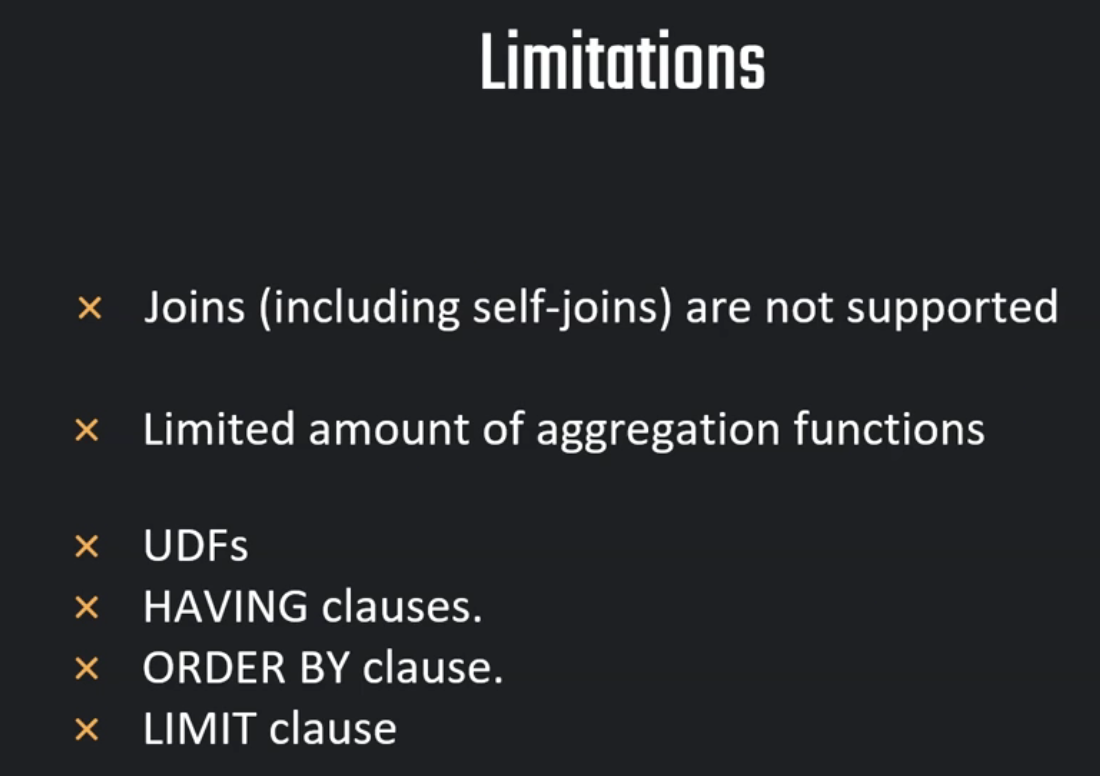 Limitations
× Joins (including self-joins) are not supported
× Limited amount of aggregation functions
× UDFs
× HAVING clauses.
× ORDER BY clause.
× LIMIT clause